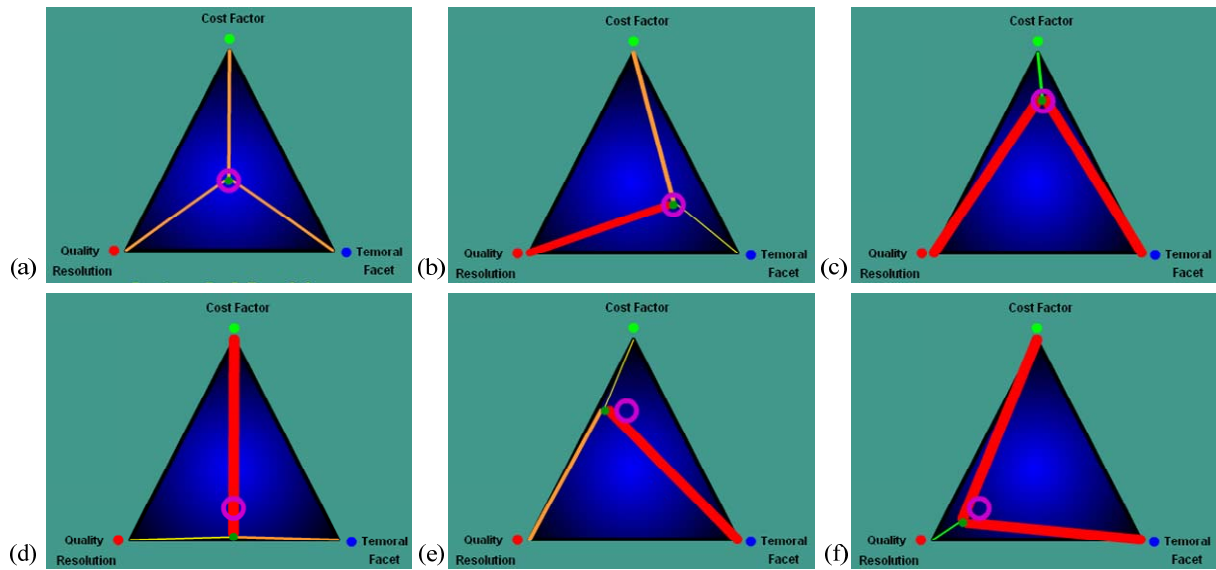 Cost Factor
Quality
Resolution
Temoral
Facet
(a)
Cost Factor
Quality
Resolution
Temoral
Facet
(b)
Cost Factor
Quality
Resolution
Temoral
Facet
(c)
Cost Factor
Quality
Resolution
Temoral
Facet
(d)
Cost Factor
Quality
Resolution
Temoral
Facet
(e)
Cost Factor
Quality
Resolution
Temoral
Facet
(f)